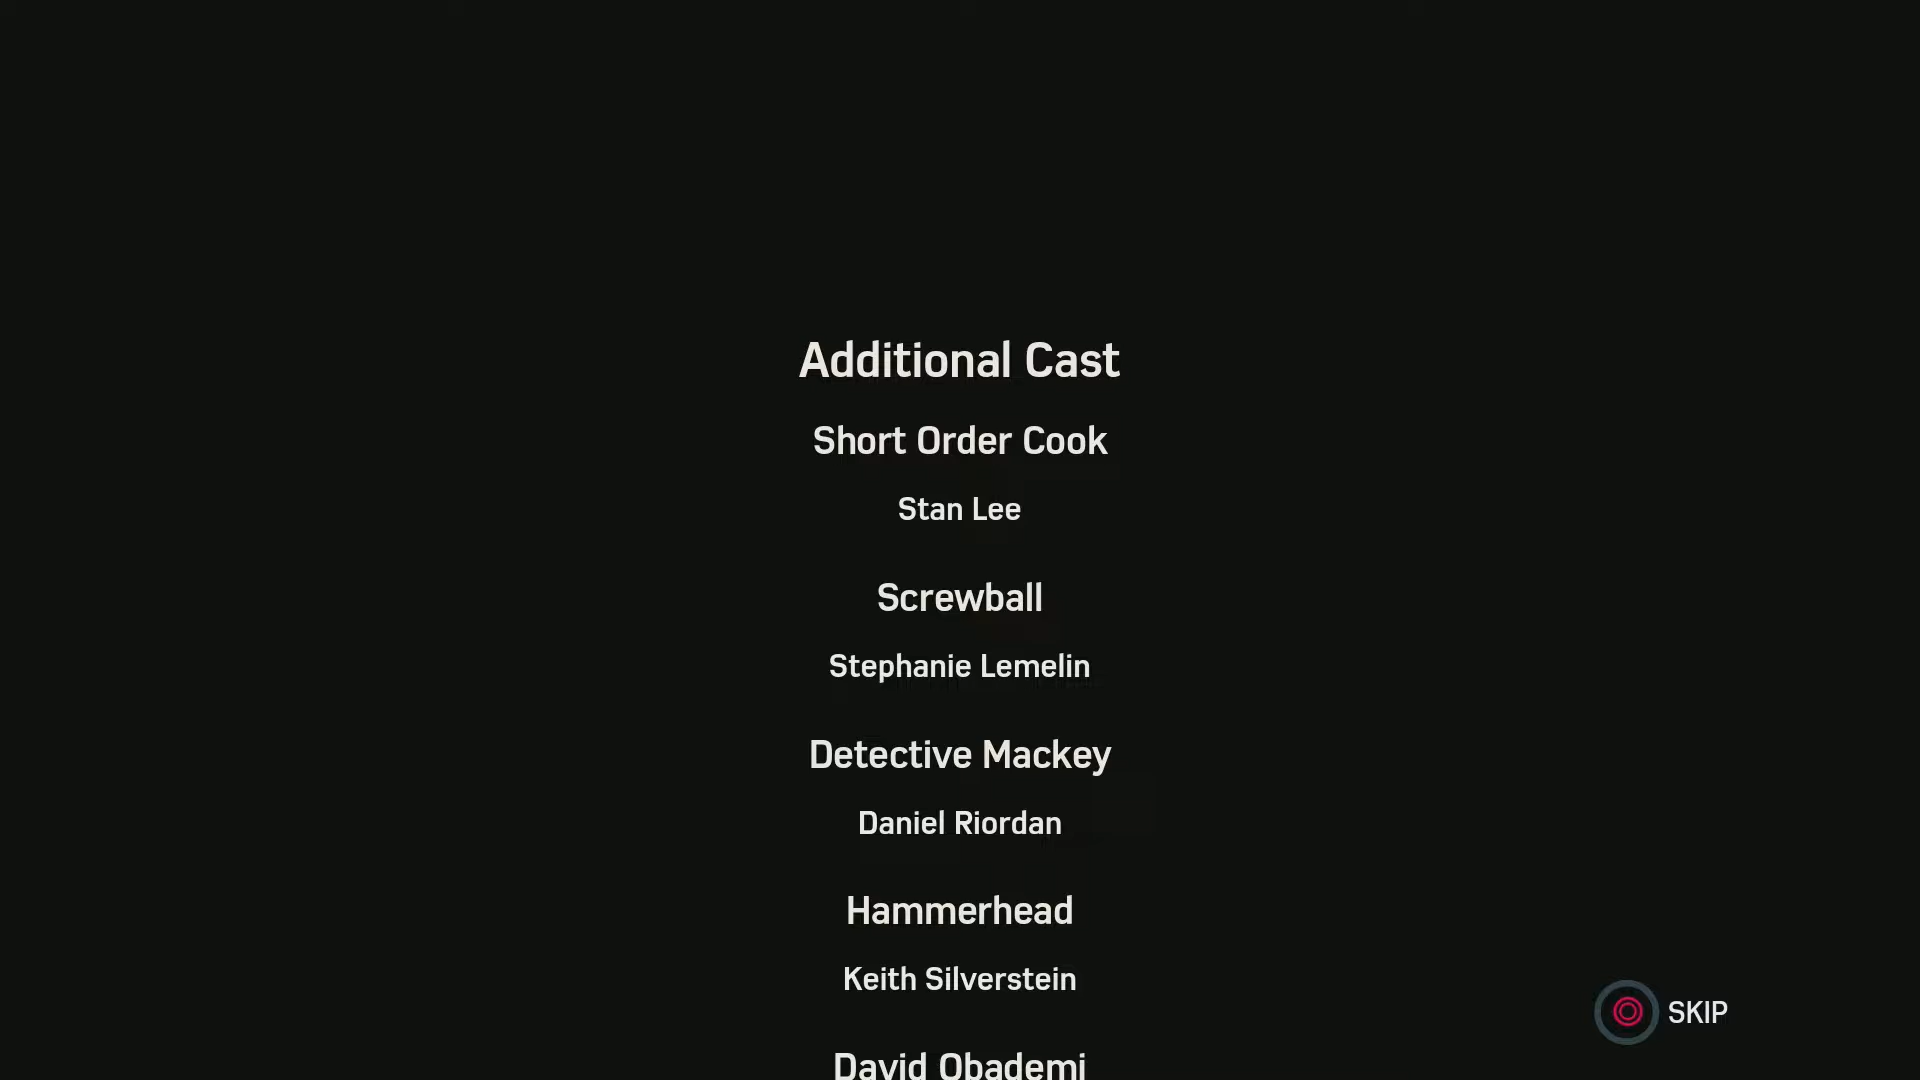 Additional Cast
Short Order Cook
Stan Lee
Screwball
Stephanie Lemelin
Detective Mackey
Daniel Riordan
Hammerhead
Keith Silverstein
SKIP
David Obademi